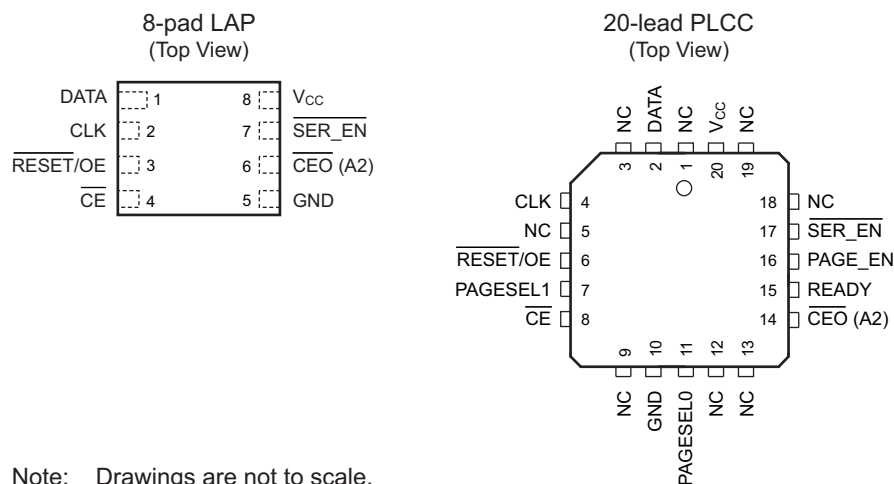 8-pad LAP
(Top View)
DATA 1 8 VCC
CLK 2 7 SER_EN
RESET/OE 3 6 CEO (A2)
CE 4 5 GND
20-lead PLCC
(Top View)
NC DATA NC VCC NC
3 2 1 20 19
CLK 4 18 NC
NC 5 17 SER_EN
RESET/OE 6 16 PAGE_EN
PAGESEL1 7 15 READY
CE 8 14 CEO (A2)
9 10 11 12 13
NC GND PAGESEL0 NC NC
Note: Drawings are not to scale.